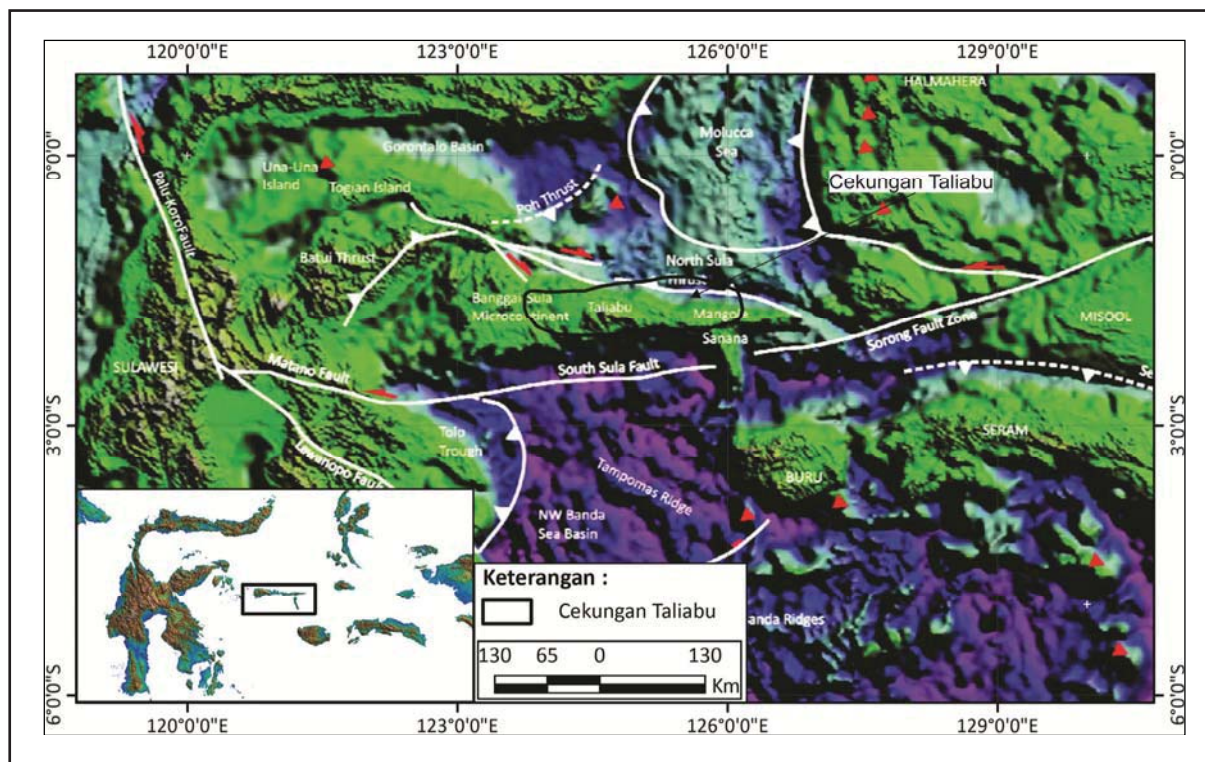 120°0'0"E 123°0'0"E 126°0'0"E 129°0'0"E
HALMAHERA
Molucca
Sea
Gorontalo Basin
0°0'0"
0°0'0"
Una-Una
Island
Togian Island
Poh Thrust
Cekungan Taliabu
Palu-KoroFault
Batui Thrust
North Sula
Thrust
Banggai Sula
Microcontinent
Taliabu
Mangole
MISOOL
Sanana
Sorong Fault Zone
SULAWESI
Matano Fault
South Sula Fault
Se
3°0'0"S
3°0'0"S
Tolo
Trough
SERAM
Lawanopo Fault
Tampomas Ridge
BURU
NW Banda
Sea Basin
Keterangan :
Cekungan Taliabu
anda Ridges
130 65 0 130
Km
6°0'0"S
6°0'0"S
120°0'0"E 123°0'0"E 126°0'0"E 129°0'0"E